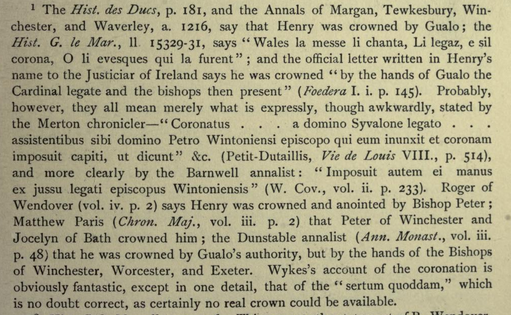 ¹ The Hist. des Ducs, p. 181, and the Annals of Margan, Tewkesbury, Win-
chester, and Waverley, a. 1216, say that Henry was crowned by Gualo; the
Hist. G. le Mar., ll. 15329-31, says "Wales la messe li chanta, Li legaz, e sil
corona, O li evesques qui la furent"; and the official letter written in Henry's
name to the Justiciar of Ireland says he was crowned "by the hands of Gualo the
Cardinal legate and the bishops then present" (Foedera I. i. p. 145). Probably,
however, they all mean merely what is expressly, though awkwardly, stated by
the Merton chronicler—"Coronatus . . . a domino Syvalone legato . . .
assistentibus sibi domino Petro Wintoniensi episcopo qui eum inunxit et coronam
imposuit capiti, ut dicunt" &c. (Petit-Dutaillis, Vie de Louis VIII., p. 514),
and more clearly by the Barnwell annalist: "Imposuit autem ei manus
ex jussu legati episcopus Wintoniensis" (W. Cov., vol. ii. p. 233). Roger of
Wendover (vol. iv. p. 2) says Henry was crowned and anointed by Bishop Peter;
Matthew Paris (Chron. Maj., vol. iii. p. 2) that Peter of Winchester and
Jocelyn of Bath crowned him; the Dunstable annalist (Ann. Monast., vol. iii.
p. 48) that he was crowned by Gualo's authority, but by the hands of the Bishops
of Winchester, Worcester, and Exeter. Wykes's account of the coronation is
obviously fantastic, except in one detail, that of the "sertum quoddam," which
is no doubt correct, as certainly no real crown could be available.